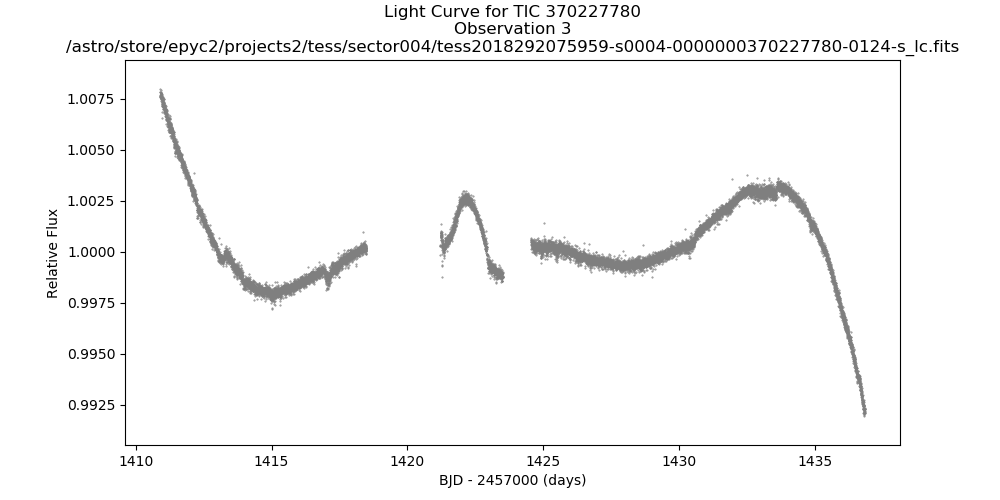 Light Curve for TIC 370227780
Observation 3
/astro/store/epyc2/projects2/tess/sector004/tess2018292075959-s0004-0000000370227780-0124-s_lc.fits
1.0075
1.0050
1.0025
1.0000
0.9975
0.9950
0.9925
Relative Flux
1410 1415 1420 1425 1430 1435
BJD - 2457000 (days)